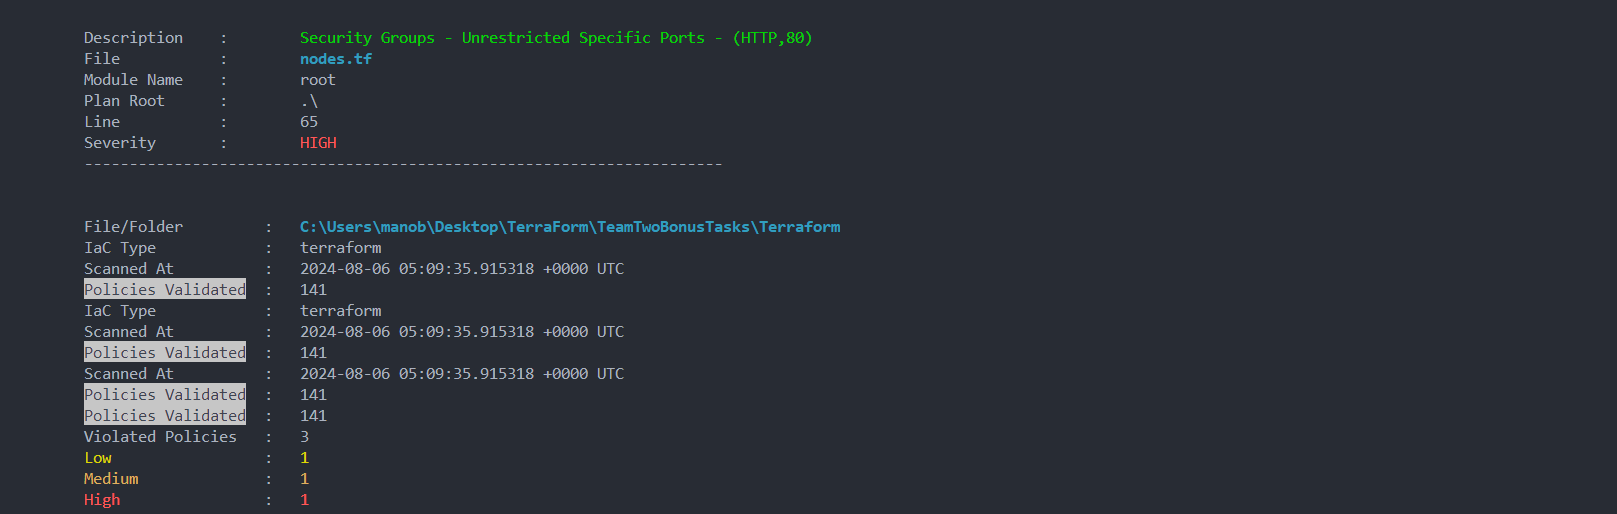 Description    :        Security Groups - Unrestricted Specific Ports - (HTTP,80)
File           :        nodes.tf
Module Name    :        root
Plan Root      :        .\
Line           :        65
Severity       :        HIGH
-----------------------------------------------------------------------
File/Folder         :   C:\Users\manob\Desktop\TerraForm\TeamTwoBonusTasks\Terraform
IaC Type            :   terraform
Scanned At          :   2024-08-06 05:09:35.915318 +0000 UTC
Policies Validated  :   141
IaC Type            :   terraform
Scanned At          :   2024-08-06 05:09:35.915318 +0000 UTC
Policies Validated  :   141
Scanned At          :   2024-08-06 05:09:35.915318 +0000 UTC
Policies Validated  :   141
Policies Validated  :   141
Violated Policies   :   3
Low                 :   1
Medium              :   1
High                :   1